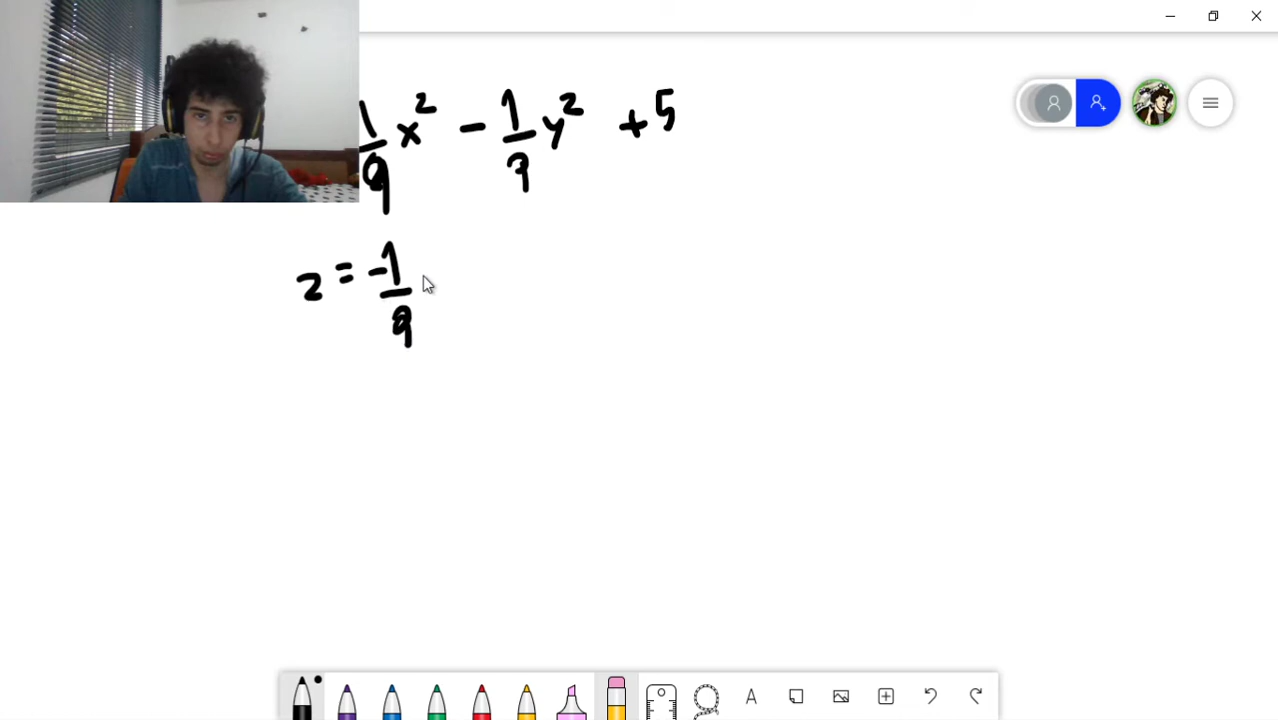 1/9 x² - 1/9 y² + 5
z = -1/9
A